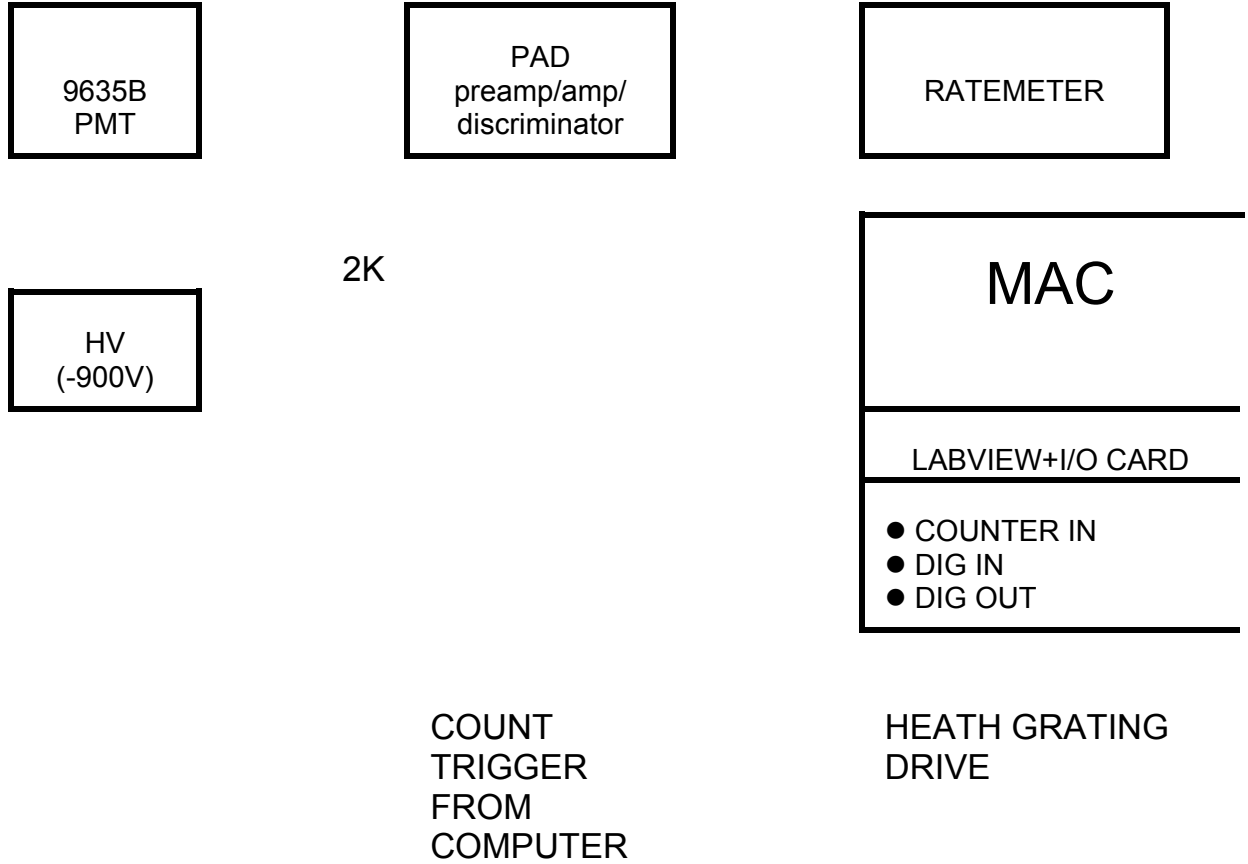 9635B
PMT
PAD
preamp/amp/
discriminator
RATEMETER
2K
MAC
HV
(-900V)
LABVIEW+I/O CARD
● COUNTER IN
● DIG IN
● DIG OUT
COUNT
TRIGGER
FROM
COMPUTER
HEATH GRATING
DRIVE